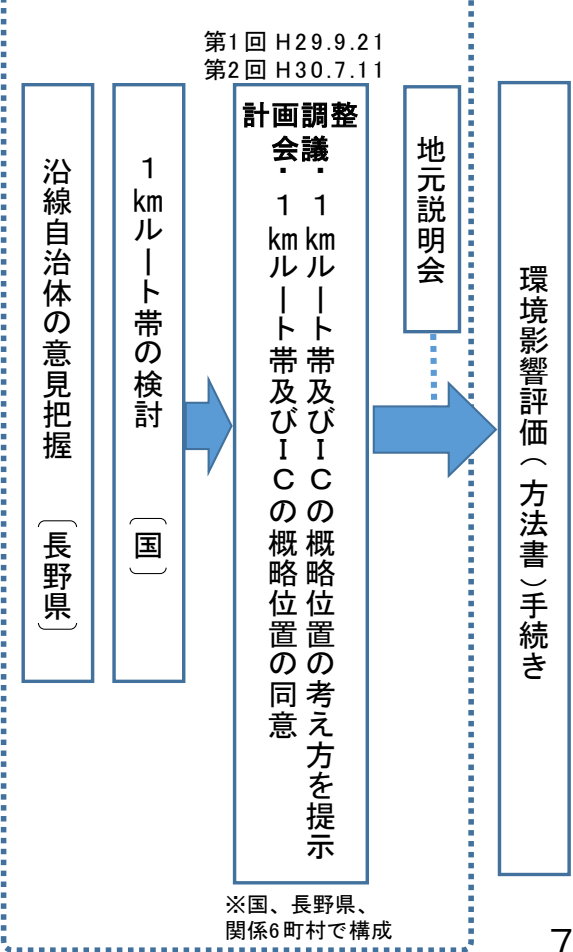 第1回 H29.9.21
第2回 H30.7.11
沿線自治体の意見把握 〔長野県〕
1㎞ルート帯の検討 〔国〕
計画調整
会議
・1㎞ルート帯及びICの概略位置の考え方を提示
・1㎞ルート帯及びICの概略位置の同意
地元説明会
環境影響評価（方法書）手続き
※国、長野県、
関係6町村で構成
7